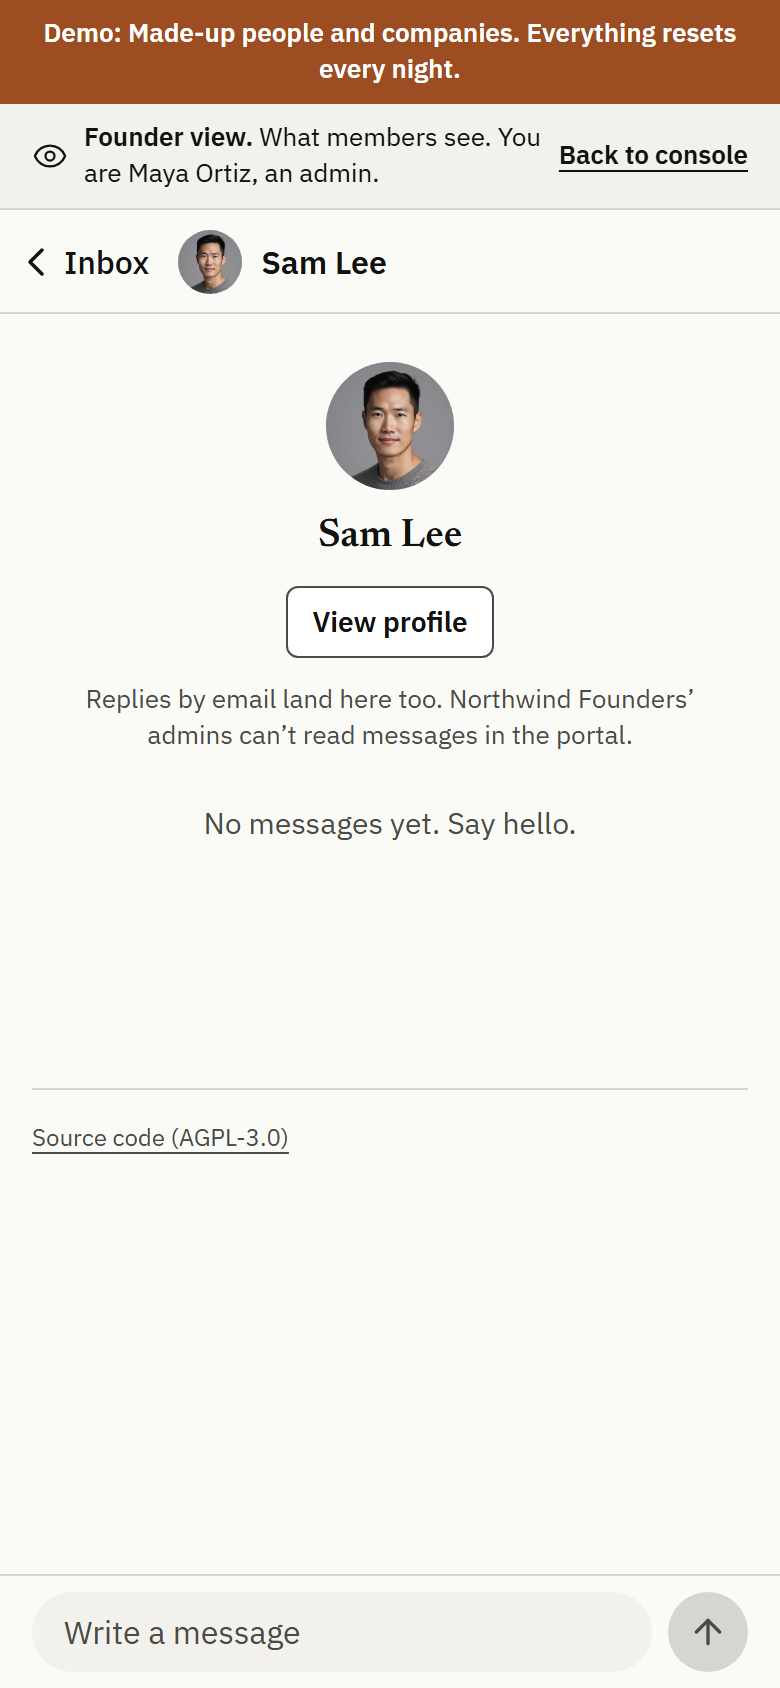 Demo: Made-up people and companies. Everything resets
every night.
Founder view. What members see. You
are Maya Ortiz, an admin.
Back to console
Inbox
Sam Lee
Sam Lee
View profile
Replies by email land here too. Northwind Founders’
admins can’t read messages in the portal.
No messages yet. Say hello.
Source code (AGPL-3.0)
Write a message